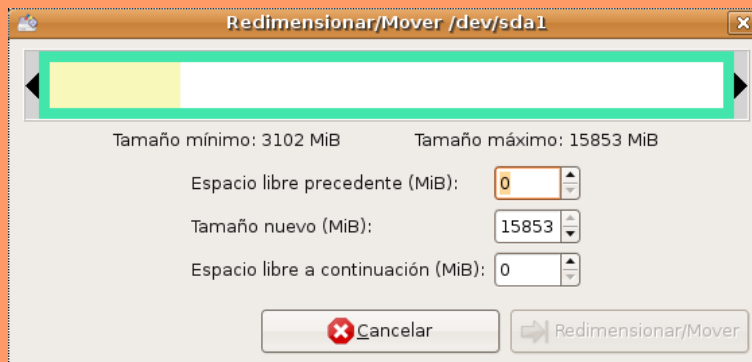 Redimensionar/Mover /dev/sda1
Tamaño mínimo: 3102 MiB Tamaño máximo: 15853 MiB
Espacio libre precedente (MiB): 0
Tamaño nuevo (MiB): 15853
Espacio libre a continuación (MiB): 0
Cancelar Redimensionar/Mover